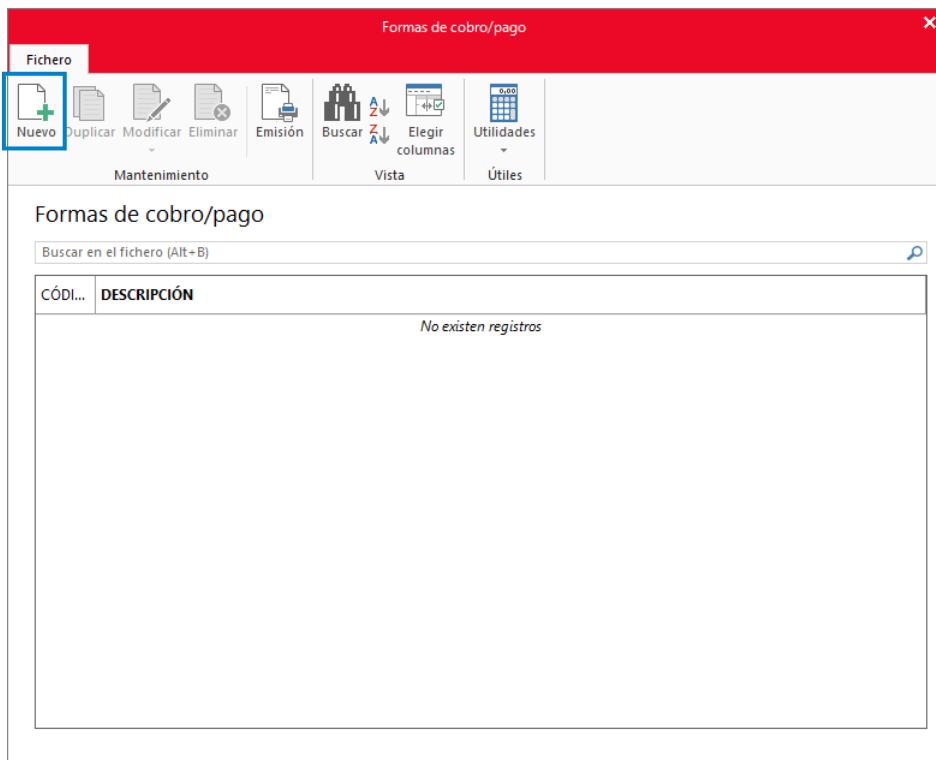 Formas de cobro/pago
Fichero
Nuevo Duplicar Modificar Eliminar Emisión Buscar Elegir columnas Utilidades
Mantenimiento Vista Útiles
Formas de cobro/pago
Buscar en el fichero (Alt+B)
CÓDI... DESCRIPCIÓN
No existen registros